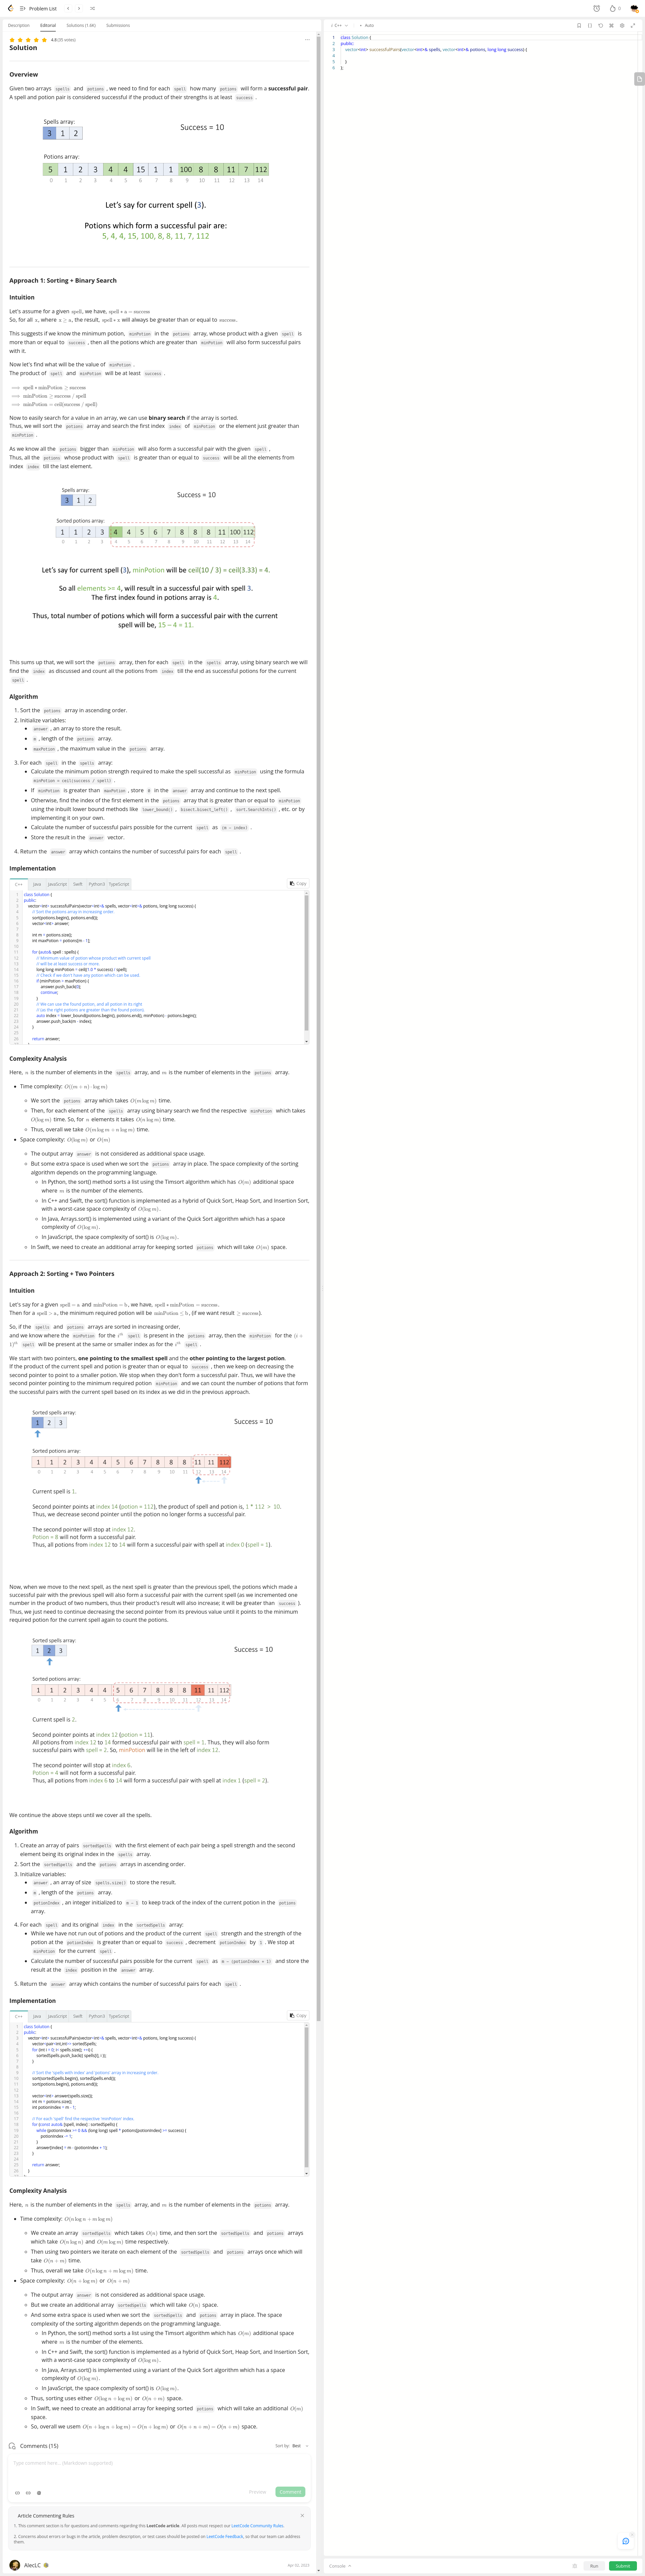 Problem List
0
Description
Editorial
Solutions (1.6K)
Submissions
4.8 (35 votes)
Solution
Overview
Given two arrays spells and potions , we need to find for each spell how many potions will form a successful pair.
A spell and potion pair is considered successful if the product of their strengths is at least success .
Spells array:
Success = 10
3 1 2
Potions array:
5 1 2 3 4 4 15 1 1 100 8 8 11 7 112
0 1 2 3 4 5 6 7 8 9 10 11 12 13 14
Let's say for current spell (3).
Potions which form a successful pair are:
5, 4, 4, 15, 100, 8, 8, 11, 7, 112
Approach 1: Sorting + Binary Search
Intuition
Let's assume for a given spell, we have, spell ∗ a = success
So, for all x, where x ≥ a, the result, spell ∗ x will always be greater than or equal to success.
This suggests if we know the minimum potion, minPotion in the potions array, whose product with a given spell is
more than or equal to success , then all the potions which are greater than minPotion will also form successful pairs
with it.
Now let's find what will be the value of minPotion .
The product of spell and minPotion will be at least success .
⟹ spell ∗ minPotion ≥ success
⟹ minPotion ≥ success / spell
⟹ minPotion = ceil(success / spell)
Now to easily search for a value in an array, we can use binary search if the array is sorted.
Thus, we will sort the potions array and search the first index index of minPotion or the element just greater than
minPotion .
As we know all the potions bigger than minPotion will also form a successful pair with the given spell ,
Thus, all the potions whose product with spell is greater than or equal to success will be all the elements from
index index till the last element.
Spells array:
Success = 10
3 1 2
Sorted potions array:
1 1 2 3 4 4 5 6 7 8 8 8 11 100 112
0 1 2 3 4 5 6 7 8 9 10 11 12 13 14
Let's say for current spell (3), minPotion will be ceil(10 / 3) = ceil(3.33) = 4.
So all elements >= 4, will result in a successful pair with spell 3.
The first index found in potions array is 4.
Thus, total number of potions which will form a successful pair with the current
spell will be, 15 – 4 = 11.
This sums up that, we will sort the potions array, then for each spell in the spells array, using binary search we will
find the index as discussed and count all the potions from index till the end as successful potions for the current
spell .
Algorithm
1. Sort the potions array in ascending order.
2. Initialize variables:
• answer , an array to store the result.
• m , length of the potions array.
• maxPotion , the maximum value in the potions array.
3. For each spell in the spells array:
• Calculate the minimum potion strength required to make the spell successful as minPotion using the formula
minPotion = ceil(success / spell) .
• If minPotion is greater than maxPotion , store 0 in the answer array and continue to the next spell.
• Otherwise, find the index of the first element in the potions array that is greater than or equal to minPotion
using the inbuilt lower bound methods like lower_bound() , bisect.bisect_left() , sort.SearchInts() , etc. or by
implementing it on your own.
• Calculate the number of successful pairs possible for the current spell as (m - index) .
• Store the result in the answer vector.
4. Return the answer array which contains the number of successful pairs for each spell .
Implementation
C++ Java JavaScript Swift Python3 TypeScript
Copy
1 class Solution {
2 public:
3 vector<int> successfulPairs(vector<int>& spells, vector<int>& potions, long long success) {
4 // Sort the potions array in increasing order.
5 sort(potions.begin(), potions.end());
6 vector<int> answer;
7
8 int m = potions.size();
9 int maxPotion = potions[m - 1];
10
11 for (auto& spell : spells) {
12 // Minimum value of potion whose product with current spell
13 // will be at least success or more.
14 long long minPotion = ceil((1.0 * success) / spell);
15 // Check if we don't have any potion which can be used.
16 if (minPotion > maxPotion) {
17 answer.push_back(0);
18 continue;
19 }
20 // We can use the found potion, and all potion in its right
21 // (as the right potions are greater than the found potion).
22 auto index = lower_bound(potions.begin(), potions.end(), minPotion) - potions.begin();
23 answer.push_back(m - index);
24 }
25
26 return answer;
Complexity Analysis
Here, n is the number of elements in the spells array, and m is the number of elements in the potions array.
• Time complexity: O((m + n) · log m)
◦ We sort the potions array which takes O(m log m) time.
◦ Then, for each element of the spells array using binary search we find the respective minPotion which takes
O(log m) time. So, for n elements it takes O(n log m) time.
◦ Thus, overall we take O(m log m + n log m) time.
• Space complexity: O(log m) or O(m)
◦ The output array answer is not considered as additional space usage.
◦ But some extra space is used when we sort the potions array in place. The space complexity of the sorting
algorithm depends on the programming language.
◦ In Python, the sort() method sorts a list using the Timsort algorithm which has O(m) additional space
where m is the number of the elements.
◦ In C++ and Swift, the sort() function is implemented as a hybrid of Quick Sort, Heap Sort, and Insertion Sort,
with a worst-case space complexity of O(log m).
◦ In Java, Arrays.sort() is implemented using a variant of the Quick Sort algorithm which has a space
complexity of O(log m).
◦ In JavaScript, the space complexity of sort() is O(log m).
◦ In Swift, we need to create an additional array for keeping sorted potions which will take O(m) space.
Approach 2: Sorting + Two Pointers
Intuition
Let's say for a given spell = a and minPotion = b, we have, spell ∗ minPotion = success.
Then for a spell > a, the minimum required potion will be minPotion ≤ b, (if we want result ≥ success).
So, if the spells and potions arrays are sorted in increasing order,
and we know where the minPotion for the iᵗʰ spell is present in the potions array, then the minPotion for the (i +
1)ᵗʰ spell will be present at the same or smaller index as for the iᵗʰ spell .
We start with two pointers, one pointing to the smallest spell and the other pointing to the largest potion.
If the product of the current spell and potion is greater than or equal to success , then we keep on decreasing the
second pointer to point to a smaller potion. We stop when they don't form a successful pair. Thus, we will have the
second pointer pointing to the minimum required potion minPotion and we can count the number of potions that form
the successful pairs with the current spell based on its index as we did in the previous approach.
Sorted spells array:
Success = 10
1 2 3
Sorted potions array:
1 1 2 3 4 4 5 6 7 8 8 8 11 11 112
0 1 2 3 4 5 6 7 8 9 10 11 12 13 14
Current spell is 1.
Second pointer points at index 14 (potion = 112), the product of spell and potion is, 1 * 112 > 10.
Thus, we decrease second pointer until the potion no longer forms a successful pair.
The second pointer will stop at index 12.
Potion = 8 will not form a successful pair.
Thus, all potions from index 12 to 14 will form a successful pair with spell at index 0 (spell = 1).
Now, when we move to the next spell, as the next spell is greater than the previous spell, the potions which made a
successful pair with the previous spell will also form a successful pair with the current spell (as we incremented one
number in the product of two numbers, thus their product's result will also increase; it will be greater than success ).
Thus, we just need to continue decreasing the second pointer from its previous value until it points to the minimum
required potion for the current spell again to count the potions.
Sorted spells array:
Success = 10
1 2 3
Sorted potions array:
1 1 2 3 4 4 5 6 7 8 8 8 11 11 112
0 1 2 3 4 5 6 7 8 9 10 11 12 13 14
Current spell is 2.
Second pointer points at index 12 (potion = 11).
All potions from index 12 to 14 formed successful pair with spell = 1. Thus, they will also form
successful pairs with spell = 2. So, minPotion will lie in the left of index 12.
The second pointer will stop at index 6.
Potion = 4 will not form a successful pair.
Thus, all potions from index 6 to 14 will form a successful pair with spell at index 1 (spell = 2).
We continue the above steps until we cover all the spells.
Algorithm
1. Create an array of pairs sortedSpells with the first element of each pair being a spell strength and the second
element being its original index in the spells array.
2. Sort the sortedSpells and the potions arrays in ascending order.
3. Initialize variables:
• answer , an array of size spells.size() to store the result.
• m , length of the potions array.
• potionIndex , an integer initialized to m - 1 to keep track of the index of the current potion in the potions
array.
4. For each spell and its original index in the sortedSpells array:
• While we have not run out of potions and the product of the current spell strength and the strength of the
potion at the potionIndex is greater than or equal to success , decrement potionIndex by 1 . We stop at
minPotion for the current spell .
• Calculate the number of successful pairs possible for the current spell as m - (potionIndex + 1) and store the
result at the index position in the answer array.
5. Return the answer array which contains the number of successful pairs for each spell .
Implementation
C++ Java JavaScript Swift Python3 TypeScript
Copy
1 class Solution {
2 public:
3 vector<int> successfulPairs(vector<int>& spells, vector<int>& potions, long long success) {
4 vector<pair<int,int>> sortedSpells;
5 for (int i = 0; i< spells.size(); ++i) {
6 sortedSpells.push_back({spells[i], i});
7 }
8
9 // Sort the 'spells with index' and 'potions' array in increasing order.
10 sort(sortedSpells.begin(), sortedSpells.end());
11 sort(potions.begin(), potions.end());
12
13 vector<int> answer(spells.size());
14 int m = potions.size();
15 int potionIndex = m - 1;
16
17 // For each 'spell' find the respective 'minPotion' index.
18 for (const auto& [spell, index] : sortedSpells) {
19 while (potionIndex >= 0 && (long long) spell * potions[potionIndex] >= success) {
20 potionIndex -= 1;
21 }
22 answer[index] = m - (potionIndex + 1);
23 }
24
25 return answer;
26 }
Complexity Analysis
Here, n is the number of elements in the spells array, and m is the number of elements in the potions array.
• Time complexity: O(n log n + m log m)
◦ We create an array sortedSpells which takes O(n) time, and then sort the sortedSpells and potions arrays
which take O(n log n) and O(m log m) time respectively.
◦ Then using two pointers we iterate on each element of the sortedSpells and potions arrays once which will
take O(n + m) time.
◦ Thus, overall we take O(n log n + m log m) time.
• Space complexity: O(n + log m) or O(n + m)
◦ The output array answer is not considered as additional space usage.
◦ But we create an additional array sortedSpells which will take O(n) space.
◦ And some extra space is used when we sort the sortedSpells and potions array in place. The space
complexity of the sorting algorithm depends on the programming language.
◦ In Python, the sort() method sorts a list using the Timsort algorithm which has O(m) additional space
where m is the number of the elements.
◦ In C++ and Swift, the sort() function is implemented as a hybrid of Quick Sort, Heap Sort, and Insertion Sort,
with a worst-case space complexity of O(log m).
◦ In Java, Arrays.sort() is implemented using a variant of the Quick Sort algorithm which has a space
complexity of O(log m).
◦ In JavaScript, the space complexity of sort() is O(log m).
◦ Thus, sorting uses either O(log n + log m) or O(n + m) space.
◦ In Swift, we need to create an additional array for keeping sorted potions which will take an additional O(m)
space.
◦ So, overall we usem O(n + log n + log m) = O(n + log m) or O(n + n + m) = O(n + m) space.
Comments (15)
Sort by: Best
Type comment here... (Markdown supported)
Preview
Comment
Article Commenting Rules
1. This comment section is for questions and comments regarding this LeetCode article. All posts must respect our LeetCode Community Rules.
2. Concerns about errors or bugs in the article, problem description, or test cases should be posted on LeetCode Feedback, so that our team can address
them.
AlecLC
Apr 02, 2023
C++
Auto
1 class Solution {
2 public:
3 vector<int> successfulPairs(vector<int>& spells, vector<int>& potions, long long success) {
4
5 }
6 };
Console
Run
Submit